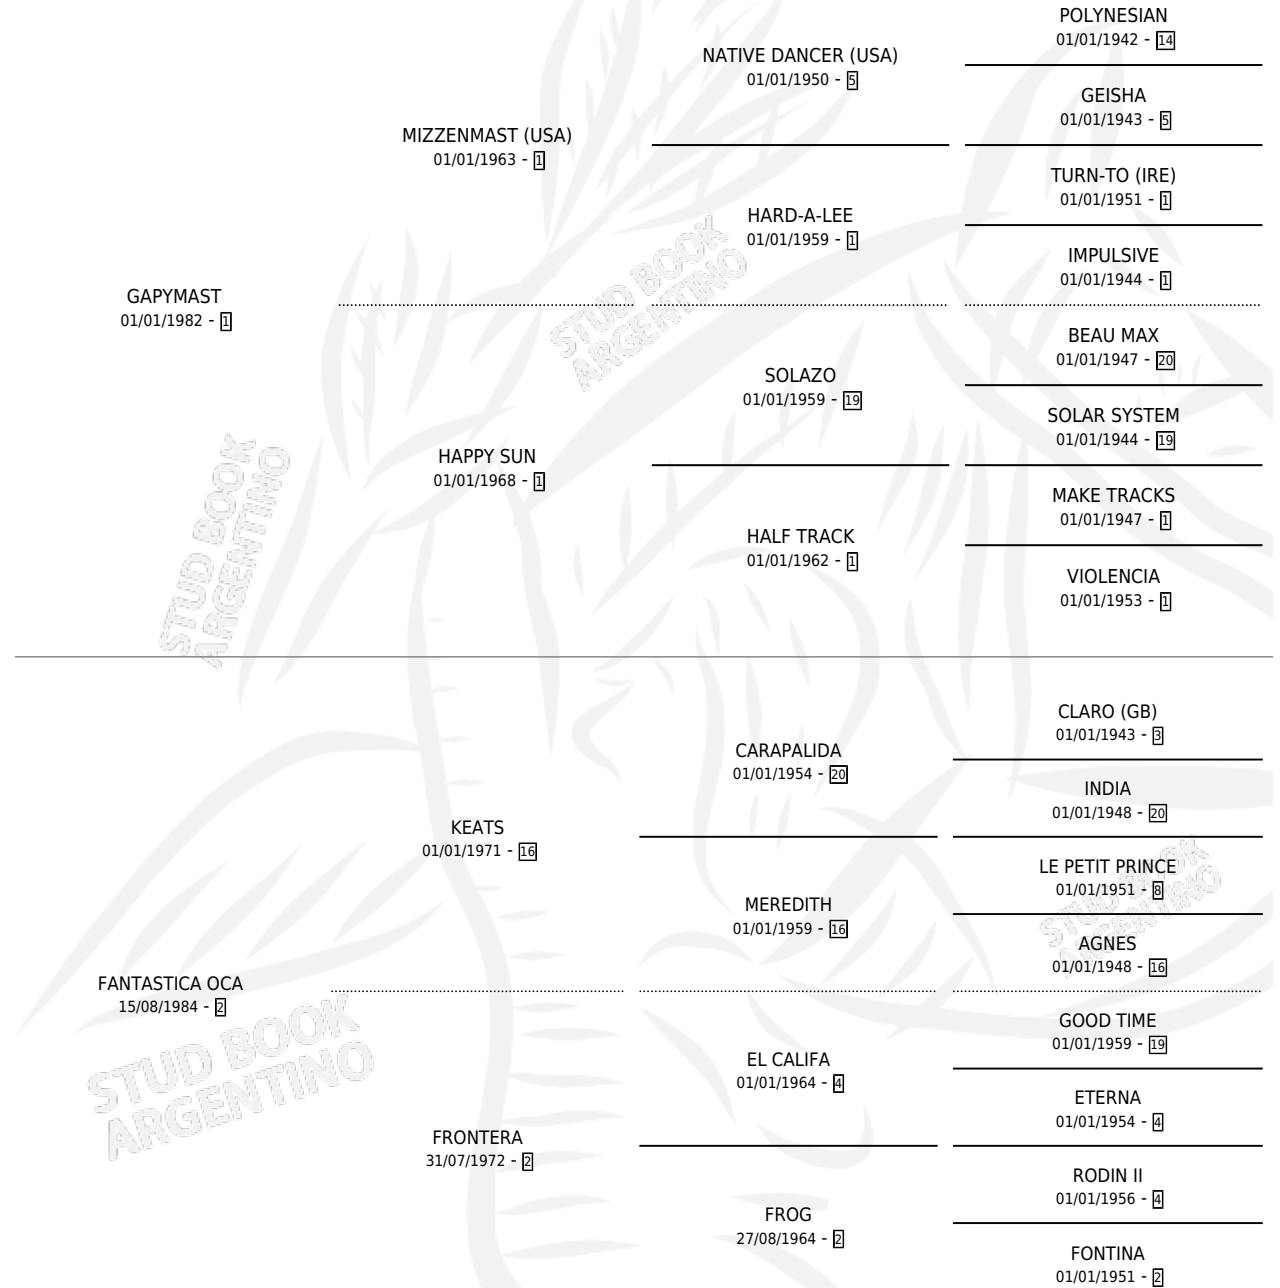 POLYNESIAN
01/01/1942 - 14
NATIVE DANCER (USA)
01/01/1950 - 5
GEISHA
01/01/1943 - 5
MIZZENMAST (USA)
01/01/1963 - 1
TURN-TO (IRE)
01/01/1951 - 1
HARD-A-LEE
01/01/1959 - 1
IMPULSIVE
01/01/1944 - 1
GAPYMAST
01/01/1982 - 1
STUD BOOK
ARGENTINO
BEAU MAX
01/01/1947 - 20
SOLAZO
01/01/1959 - 19
SOLAR SYSTEM
01/01/1944 - 19
HAPPY SUN
01/01/1968 - 1
MAKE TRACKS
01/01/1947 - 1
HALF TRACK
01/01/1962 - 1
VIOLENCIA
01/01/1953 - 1
STUD BOOK
ARGENTINO
CLARO (GB)
01/01/1943 - 3
CARAPALIDA
01/01/1954 - 20
INDIA
01/01/1948 - 20
KEATS
01/01/1971 - 16
LE PETIT PRINCE
01/01/1951 - 8
MEREDITH
01/01/1959 - 16
STUD BOOK
ARGENTINO
AGNES
01/01/1948 - 16
FANTASTICA OCA
15/08/1984 - 2
GOOD TIME
01/01/1959 - 19
EL CALIFA
01/01/1964 - 4
ETERNA
01/01/1954 - 4
STUD BOOK
ARGENTINO
FRONTERA
31/07/1972 - 2
RODIN II
01/01/1956 - 4
FROG
27/08/1964 - 2
FONTINA
01/01/1951 - 2